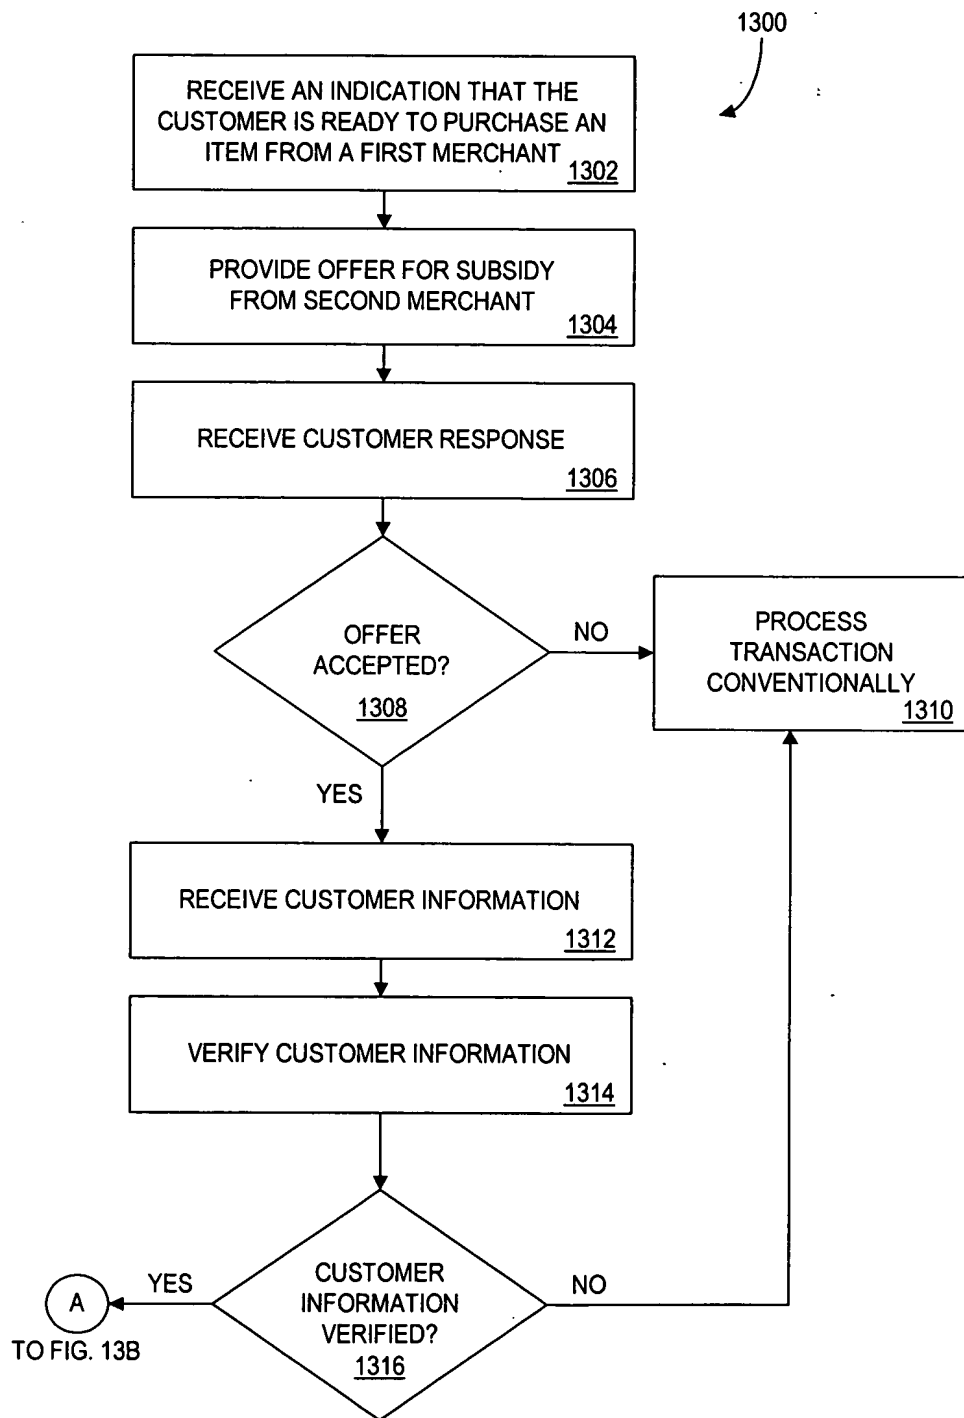 1300
RECEIVE AN INDICATION THAT THE
CUSTOMER IS READY TO PURCHASE AN
ITEM FROM A FIRST MERCHANT
1302
PROVIDE OFFER FOR SUBSIDY
FROM SECOND MERCHANT
1304
RECEIVE CUSTOMER RESPONSE
1306
OFFER
ACCEPTED?
1308
NO
PROCESS
TRANSACTION
CONVENTIONALLY
1310
YES
RECEIVE CUSTOMER INFORMATION
1312
VERIFY CUSTOMER INFORMATION
1314
CUSTOMER
INFORMATION
VERIFIED?
1316
NO
YES
A
TO FIG. 13B